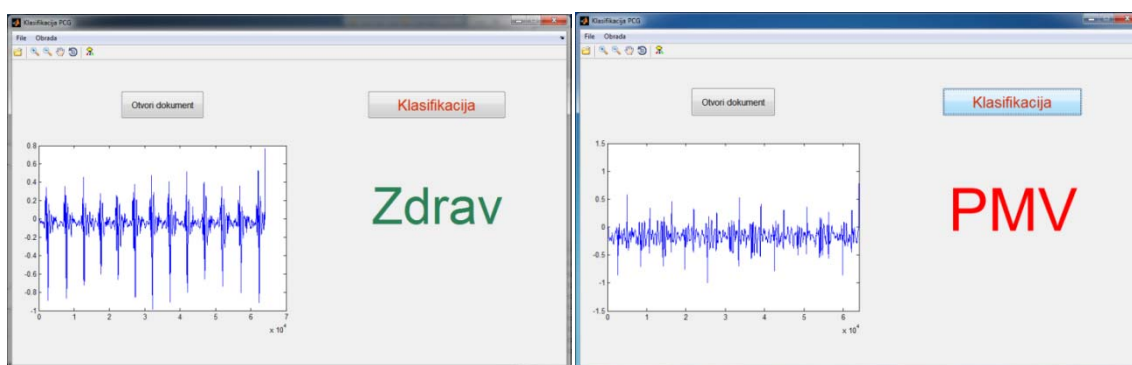 Klasifikacija PCG
File Obrada
Otvori dokument
Klasifikacija
0.8
0.6
0.4
0.2
0
-0.2
-0.4
-0.6
-0.8
-1
0 1 2 3 4 5 6 7
x 10^4
Zdrav
Klasifikacija PCG
File Obrada
Otvori dokument
Klasifikacija
1.5
1
0.5
0
-0.5
-1
-1.5
0 1 2 3 4 5 6 7
x 10^4
PMV